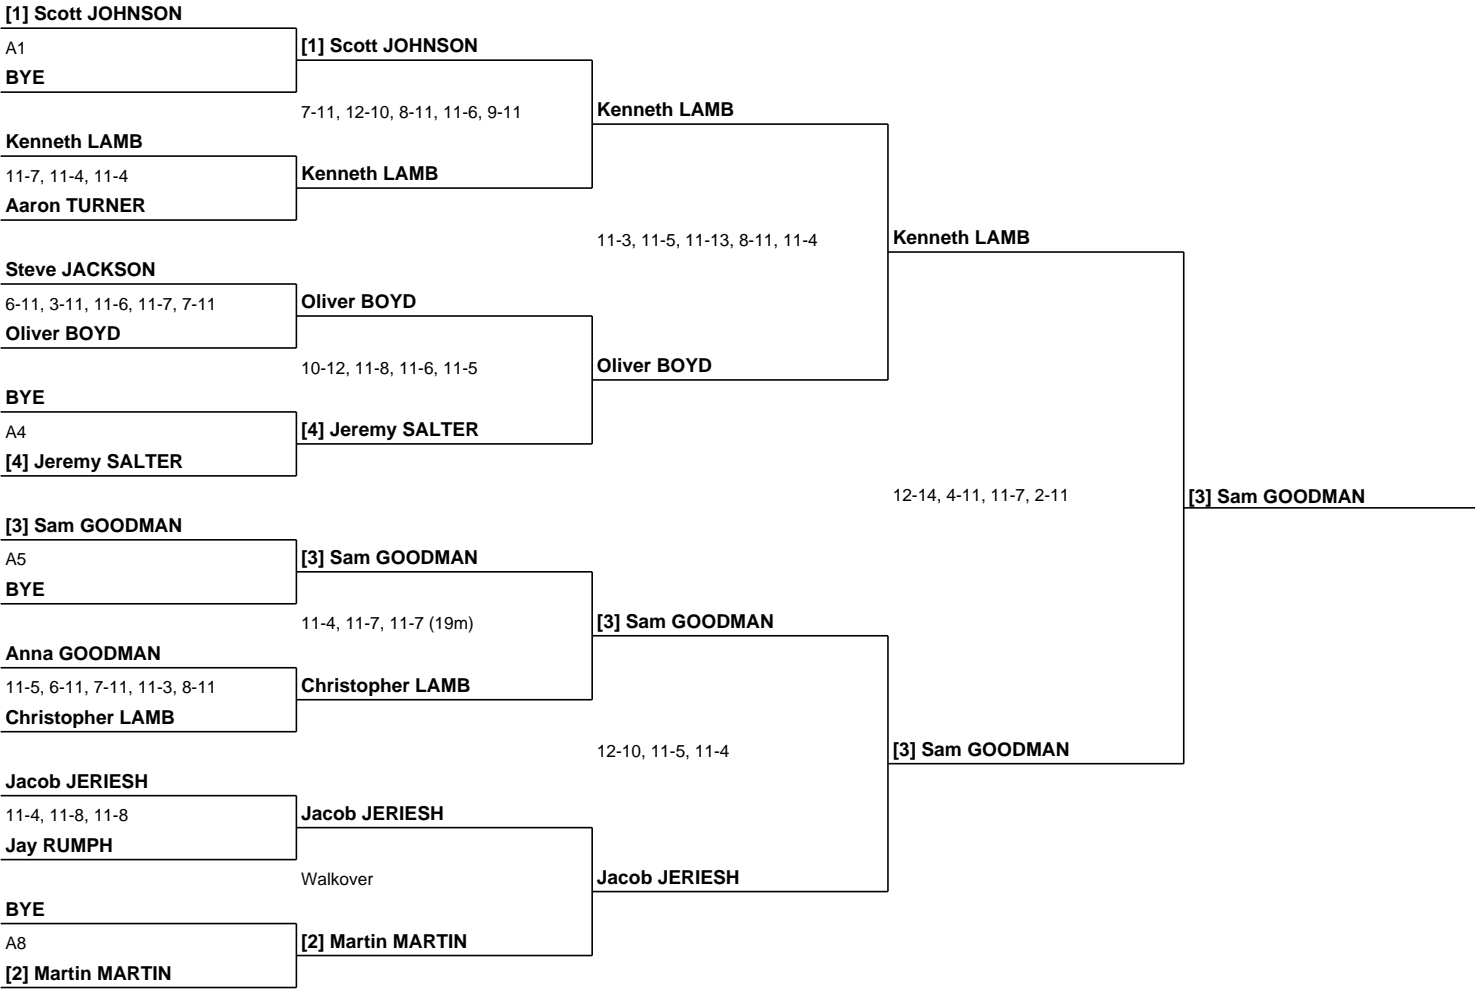 [1] Scott JOHNSON
A1
BYE
Kenneth LAMB
11-7, 11-4, 11-4
Aaron TURNER
Steve JACKSON
6-11, 3-11, 11-6, 11-7, 7-11
Oliver BOYD
BYE
A4
[4] Jeremy SALTER
[3] Sam GOODMAN
A5
BYE
Anna GOODMAN
11-5, 6-11, 7-11, 11-3, 8-11
Christopher LAMB
Jacob JERIESH
11-4, 11-8, 11-8
Jay RUMPH
BYE
A8
[2] Martin MARTIN
[1] Scott JOHNSON
7-11, 12-10, 8-11, 11-6, 9-11
Kenneth LAMB
Oliver BOYD
10-12, 11-8, 11-6, 11-5
[4] Jeremy SALTER
[3] Sam GOODMAN
11-4, 11-7, 11-7 (19m)
Christopher LAMB
Jacob JERIESH
Walkover
[2] Martin MARTIN
Kenneth LAMB
11-3, 11-5, 11-13, 8-11, 11-4
Oliver BOYD
[3] Sam GOODMAN
12-10, 11-5, 11-4
Jacob JERIESH
Kenneth LAMB
12-14, 4-11, 11-7, 2-11
[3] Sam GOODMAN
[3] Sam GOODMAN